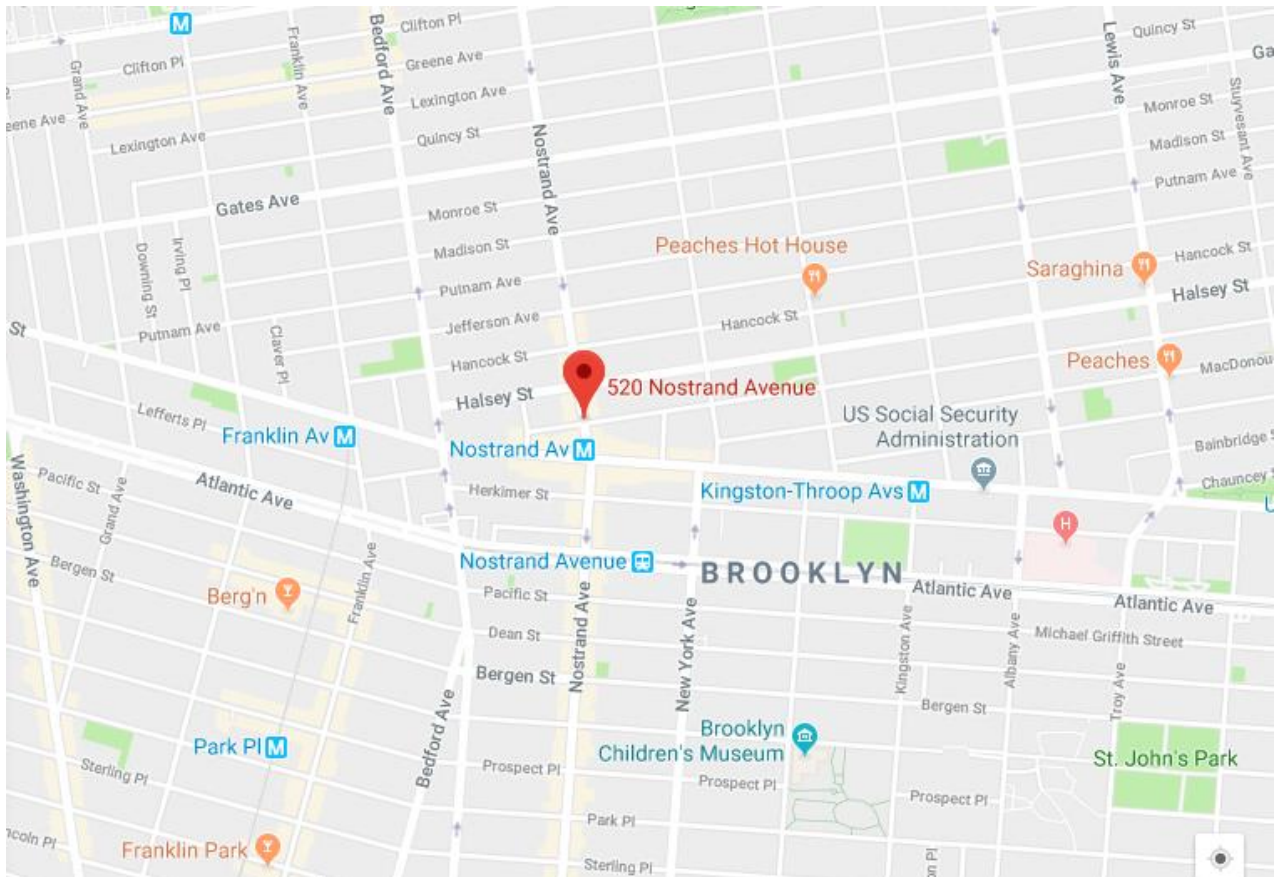 M
Clifton Pl
Grand Ave
Franklin Ave
Bedford Ave
Clifton Pl
Greene Ave
Lexington Ave
Quincy St
Nostrand Ave
Lewis Ave
Quincy St
Ga
Monroe St
Stuyvesant Ave
Madison St
Putnam Ave
eene Ave
Lexington Ave
Gates Ave
Monroe St
Madison St
Putnam Ave
Jefferson Ave
Hancock St
Halsey St
Downing St
Irving Pl
Putnam Ave
Claver Pl
St
Lefferts Pl
Peaches Hot House
Hancock St
Saraghina
Hancock St
Halsey St
Peaches
MacDonou
520 Nostrand Avenue
US Social Security
Administration
Bainbridge S
Chauncey S
Franklin Av M
Nostrand Av M
Kingston-Throop Avs M
U
H
Washington Ave
Pacific St
Grand Ave
Atlantic Ave
Herkimer St
Bergen St
Franklin Ave
Berg'n
Nostrand Avenue
BROOKLYN
Atlantic Ave
Atlantic Ave
Pacific St
Dean St
Bergen St
Nostrand Ave
New York Ave
Kingston Ave
Albany Ave
Michael Griffith Street
Troy Ave
Bergen St
Bedford Ave
Park Pl M
Sterling Pl
Brooklyn
Children's Museum
St. John's Park
Prospect Pl
Prospect Pl
Prospect Pl
Park Pl
Sterling Pl
ncoln Pl
Franklin Park
on Pl